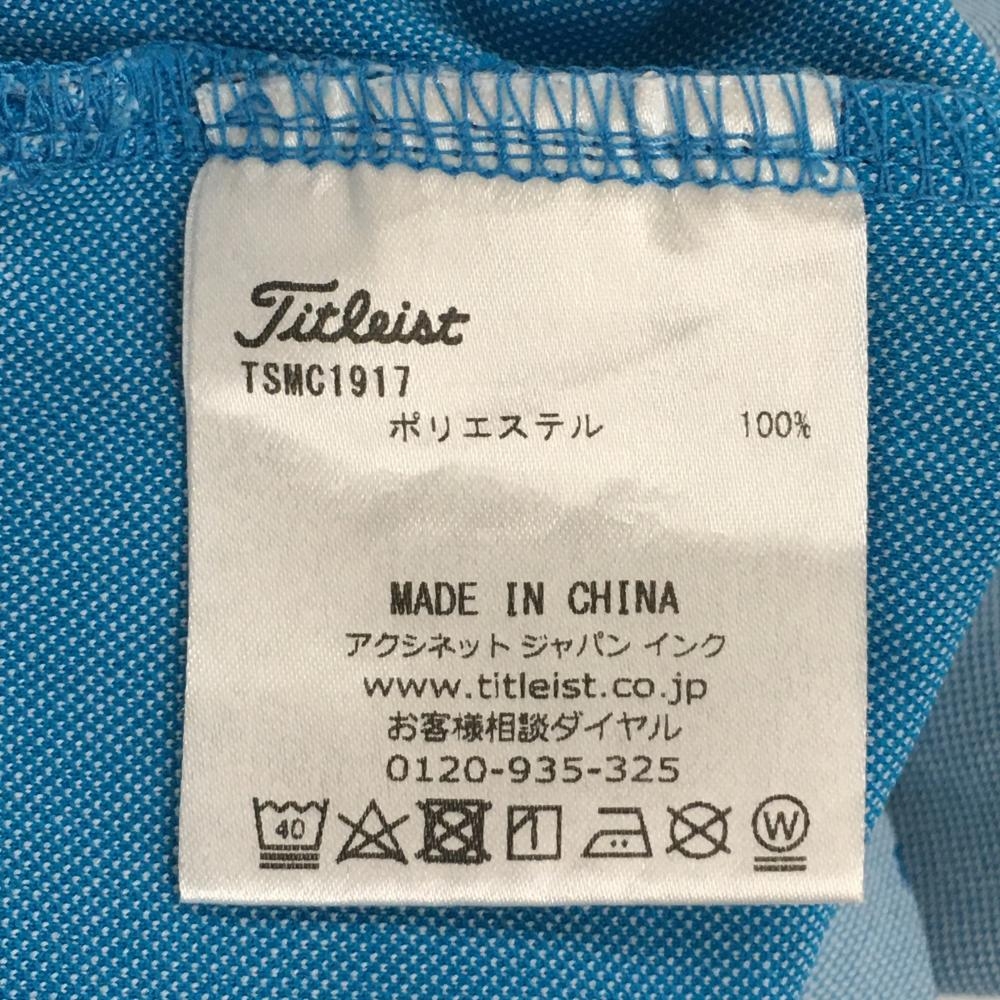 Titleist
TSMC1917
ポリエステル 100%
MADE IN CHINA
アクシネット ジャパン インク
www.titleist.co.jp
お客様相談ダイヤル
0120-935-325
40 W